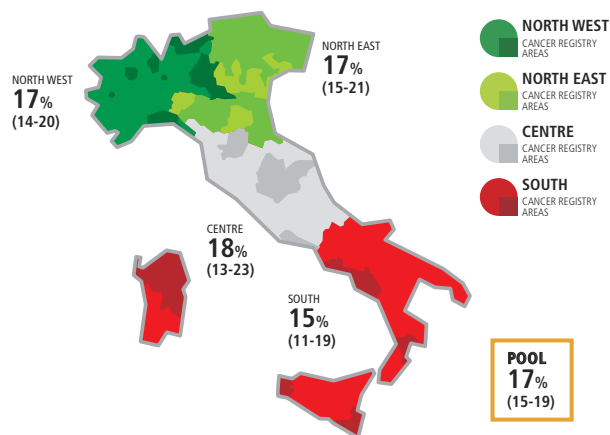 NORTH WEST
17%
(14-20)
NORTH EAST
17%
(15-21)
CENTRE
18%
(13-23)
SOUTH
15%
(11-19)
NORTH WEST
CANCER REGISTRY
AREAS
NORTH EAST
CANCER REGISTRY
AREAS
CENTRE
CANCER REGISTRY
AREAS
SOUTH
CANCER REGISTRY
AREAS
POOL
17%
(15-19)